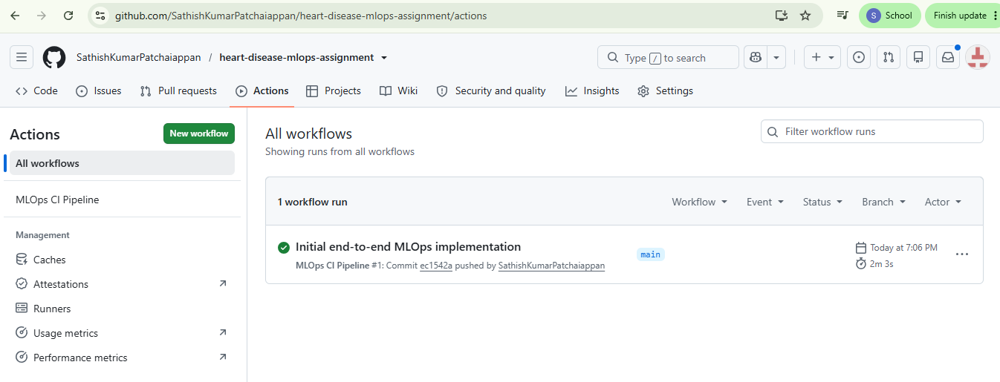 github.com/SathishKumarPatchaiappan/heart-disease-mlops-assignment/actions
S School
Finish update
SathishKumarPatchaiappan / heart-disease-mlops-assignment
Type / to search
Code Issues Pull requests Actions Projects Wiki Security and quality Insights Settings
Actions
New workflow
All workflows
MLOps CI Pipeline
Management
Caches
Attestations
Runners
Usage metrics
Performance metrics
All workflows
Showing runs from all workflows
Filter workflow runs
1 workflow run
Workflow Event Status Branch Actor
Initial end-to-end MLOps implementation
MLOps CI Pipeline #1: Commit ec1542a pushed by SathishKumarPatchaiappan
main
Today at 7:06 PM
2m 3s